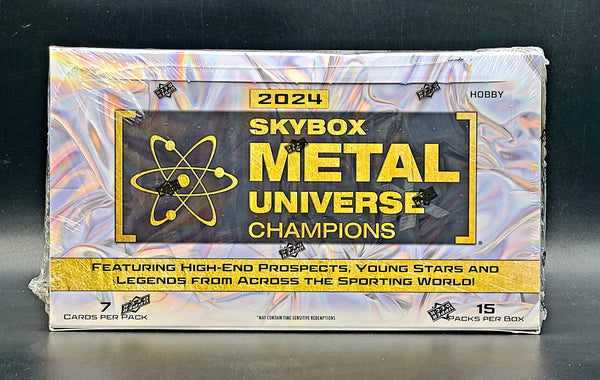 2024
HOBBY
SKYBOX
METAL
UNIVERSE
CHAMPIONS
FEATURING HIGH-END PROSPECTS, YOUNG STARS AND
LEGENDS FROM ACROSS THE SPORTING WORLD!
7
CARDS PER PACK
*MAY CONTAIN TIME-SENSITIVE REDEMPTIONS
15
PACKS PER BOX